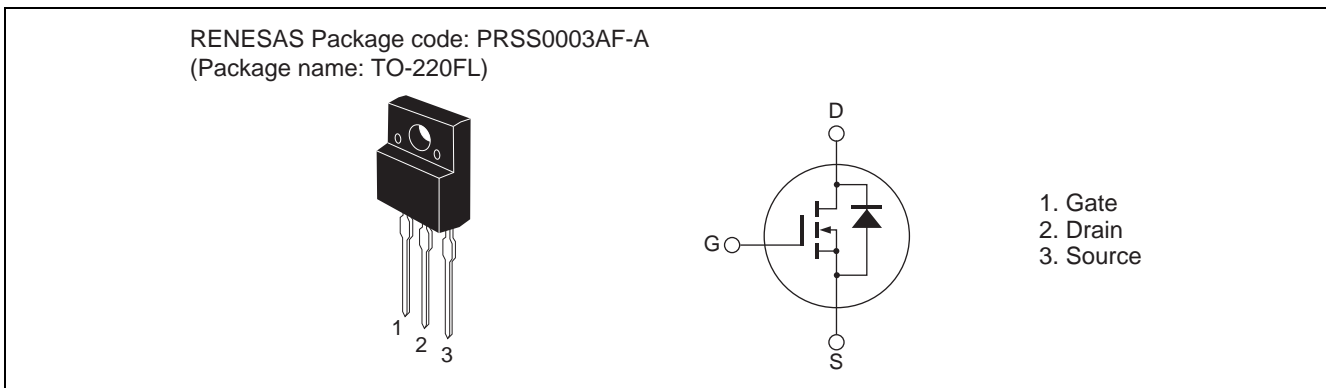 RENESAS Package code: PRSS0003AF-A
(Package name: TO-220FL)
1
2
3
D
G
S
1. Gate
2. Drain
3. Source